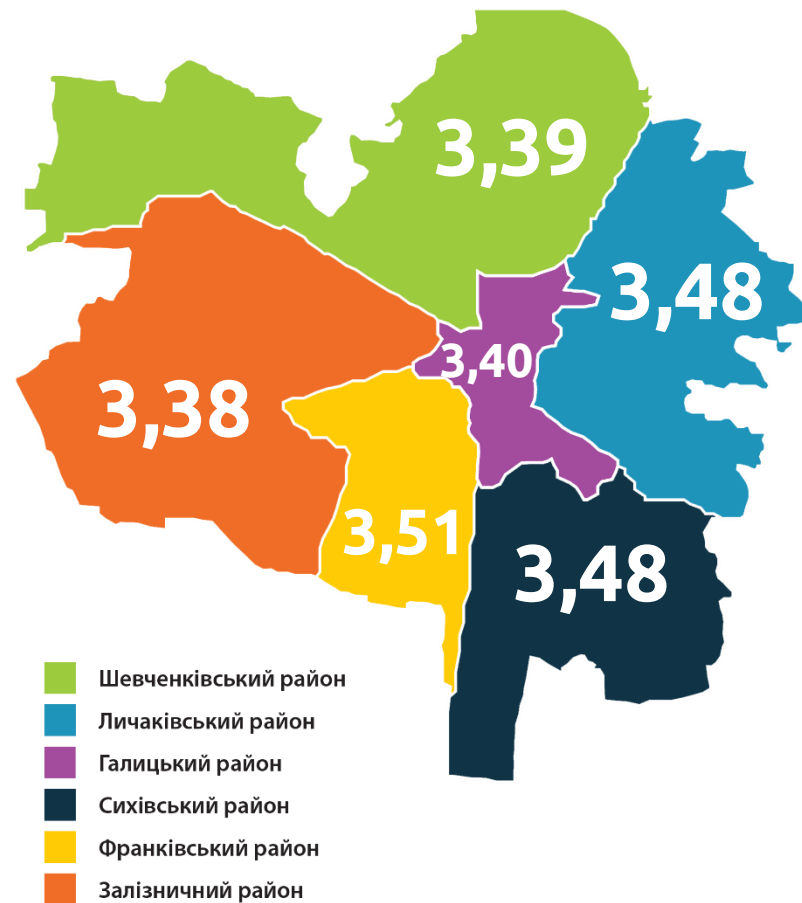 3,39
3,48
3,40
3,38
3,51
3,48
Шевченківський район
Личаківський район
Галицький район
Сихівський район
Франківський район
Залізничний район